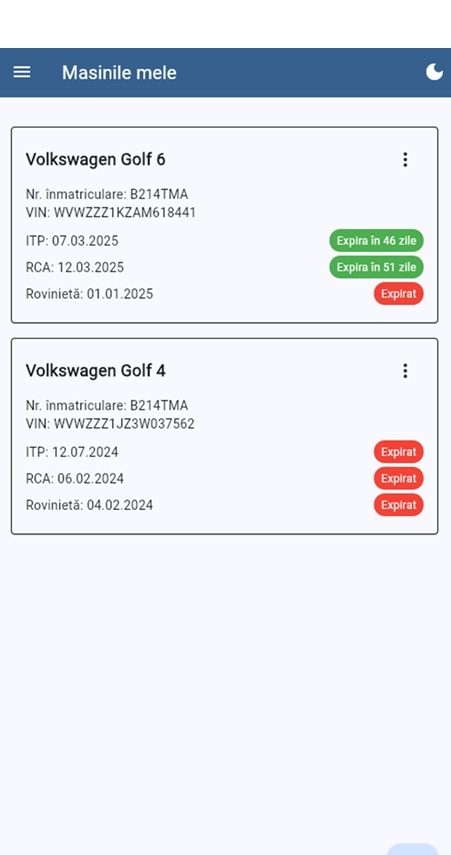 Masinile mele
Volkswagen Golf 6
Nr. înmatriculare: B214TMA
VIN: WVWZZZ1KZAM618441
ITP: 07.03.2025 Expira în 46 zile
RCA: 12.03.2025 Expira în 51 zile
Rovinietă: 01.01.2025 Expirat
Volkswagen Golf 4
Nr. înmatriculare: B214TMA
VIN: WVWZZZ1JZ3W037562
ITP: 12.07.2024 Expirat
RCA: 06.02.2024 Expirat
Rovinietă: 04.02.2024 Expirat